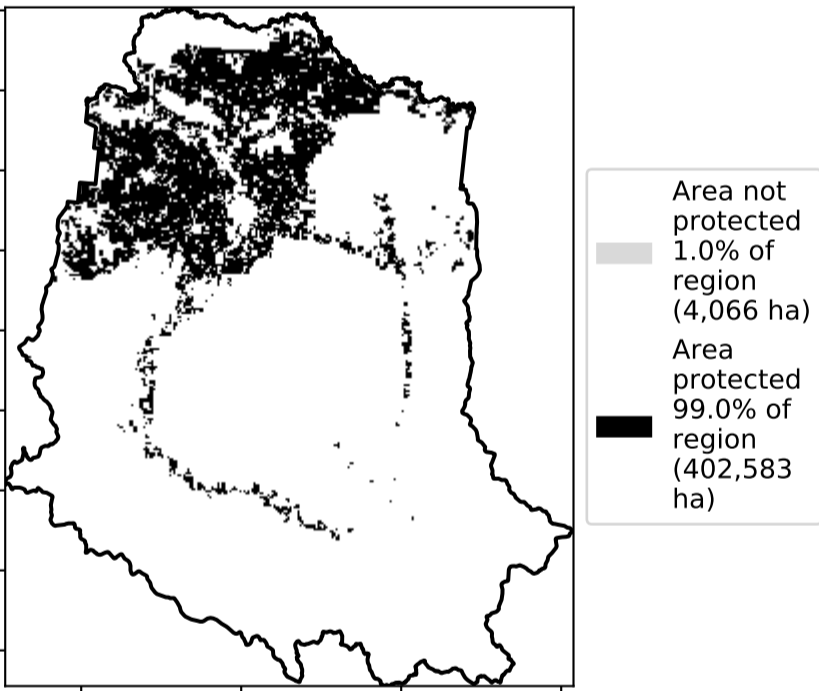 Area not
protected
1.0% of
region
(4,066 ha)
Area
protected
99.0% of
region
(402,583
ha)